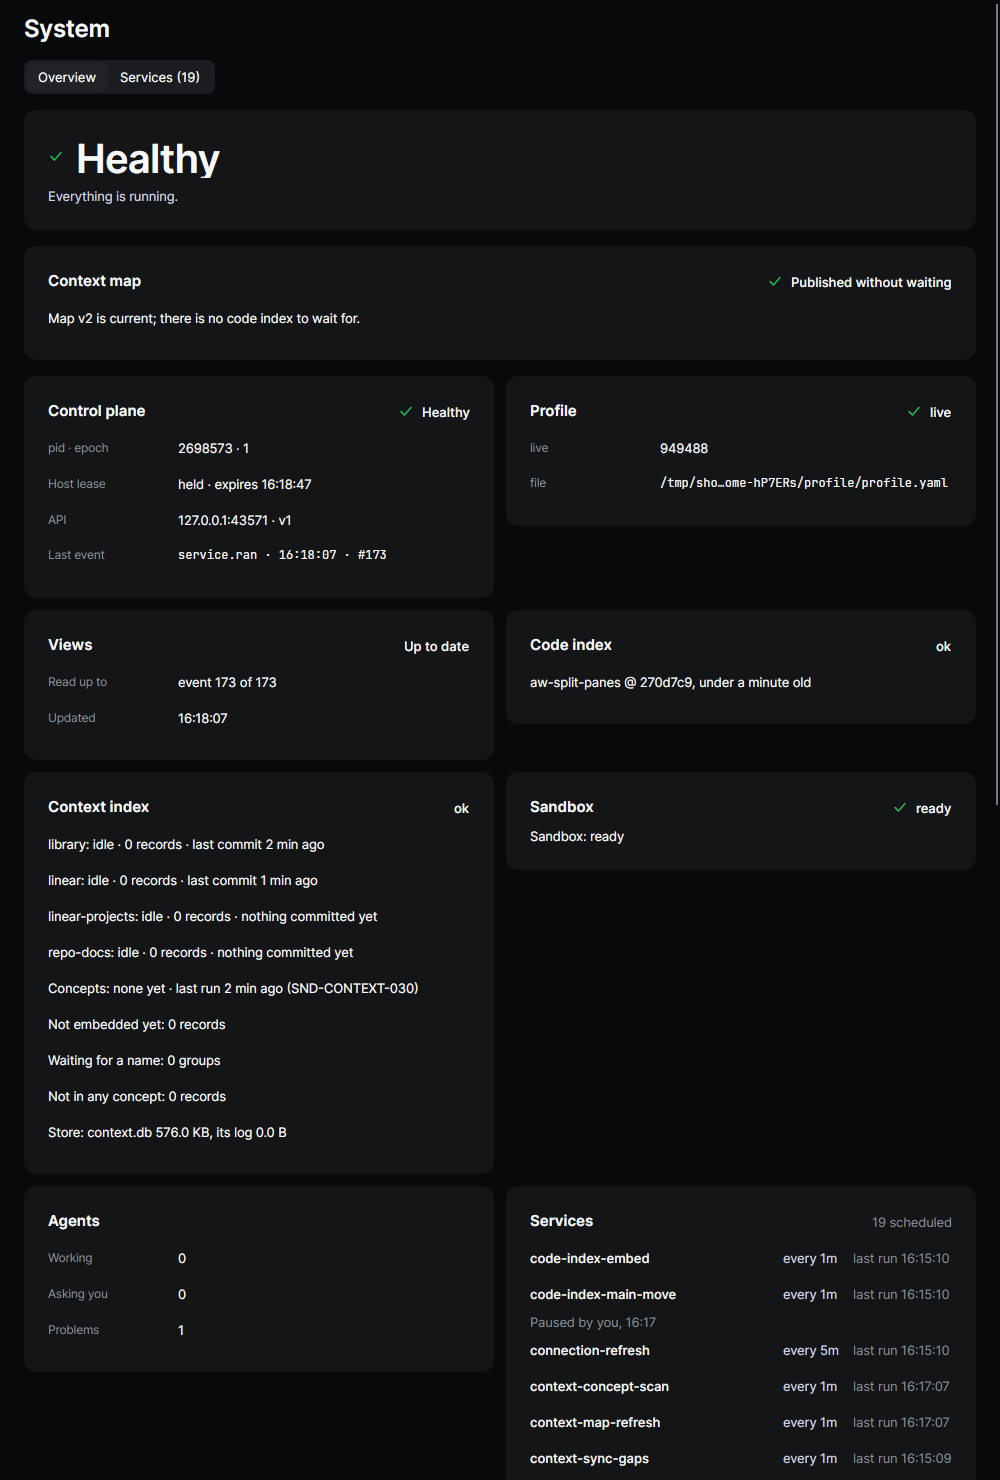 System
Overview
Services (19)
Healthy
Everything is running.
Context map
Published without waiting
Map v2 is current; there is no code index to wait for.
Control plane
Healthy
pid · epoch 2698573 · 1
Host lease held · expires 16:18:47
API 127.0.0.1:43571 · v1
Last event service.ran · 16:18:07 · #173
Profile
live
live 949488
file /tmp/sho…ome-hP7ERs/profile/profile.yaml
Views
Up to date
Read up to event 173 of 173
Updated 16:18:07
Code index
ok
aw-split-panes @ 270d7c9, under a minute old
Context index
ok
library: idle · 0 records · last commit 2 min ago
linear: idle · 0 records · last commit 1 min ago
linear-projects: idle · 0 records · nothing committed yet
repo-docs: idle · 0 records · nothing committed yet
Concepts: none yet · last run 2 min ago (SND-CONTEXT-030)
Not embedded yet: 0 records
Waiting for a name: 0 groups
Not in any concept: 0 records
Store: context.db 576.0 KB, its log 0.0 B
Sandbox
ready
Sandbox: ready
Agents
Working 0
Asking you 0
Problems 1
Services
19 scheduled
code-index-embed every 1m last run 16:15:10
code-index-main-move every 1m last run 16:15:10
Paused by you, 16:17
connection-refresh every 5m last run 16:15:10
context-concept-scan every 1m last run 16:17:07
context-map-refresh every 1m last run 16:17:07
context-sync-gaps every 1m last run 16:15:09